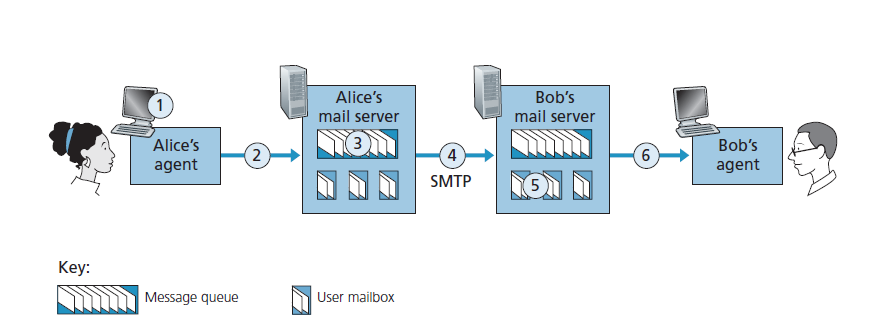 1
Alice's
agent
2
Alice's
mail server
3
4
SMTP
Bob's
mail server
5
6
Bob's
agent
Key:
Message queue
User mailbox